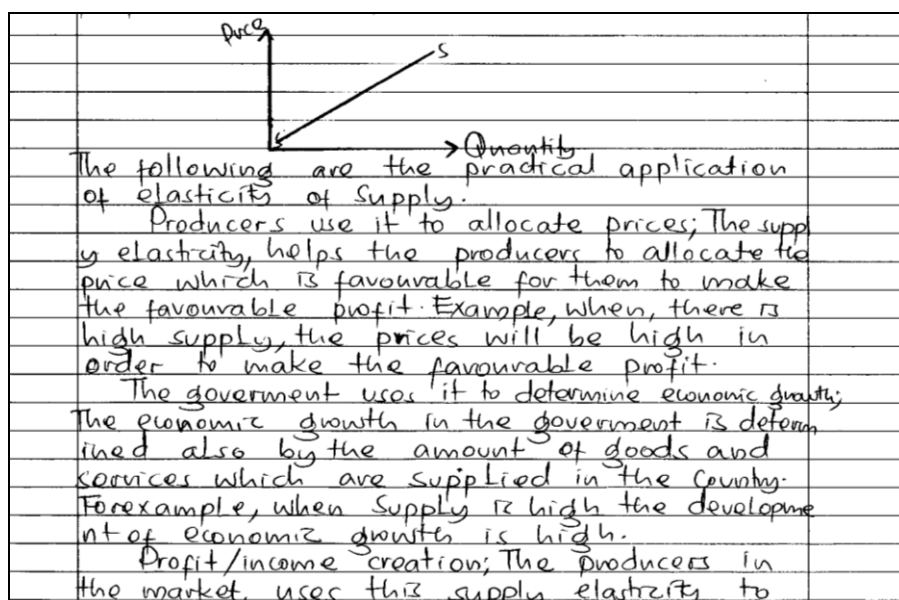 Price
S
Quantity
The following are the practical application
of elasticity of Supply.
Producers use it to allocate prices; The suppl
y elasticity, helps the producers to allocate the
price which is favourable for them to make
the favourable profit. Example, when, there is
high supply, the prices will be high in
order to make the favourable profit.
The goverment uses it to determine economic growth;
The economic growth in the goverment is determ
ined also by the amount of goods and
services which are supplied in the Country.
Forexample, when Supply is high the developme
nt of economic growth is high.
Profit/income creation; The producers in
the market, uses this supply elasticity to